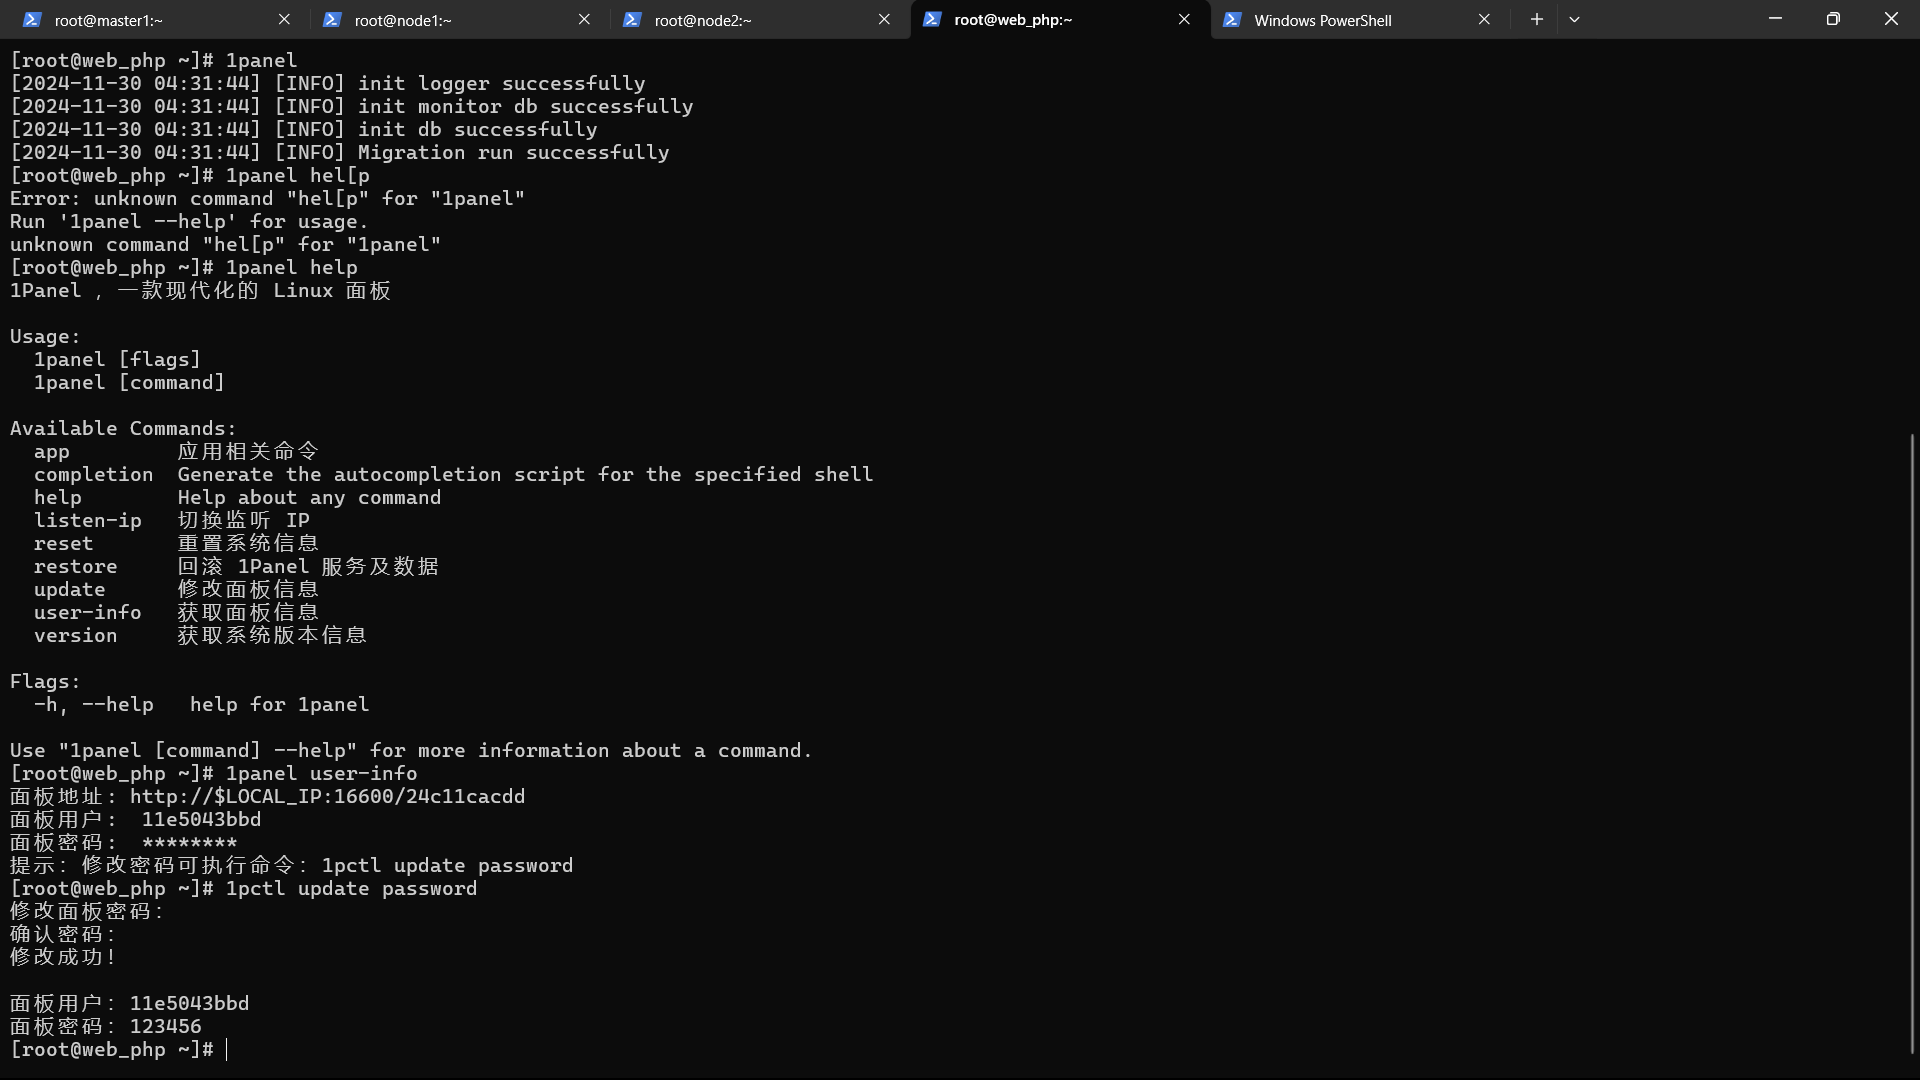 root@master1:~
root@node1:~
root@node2:~
root@web_php:~
Windows PowerShell
[root@web_php ~]# 1panel
[2024-11-30 04:31:44] [INFO] init logger successfully
[2024-11-30 04:31:44] [INFO] init monitor db successfully
[2024-11-30 04:31:44] [INFO] init db successfully
[2024-11-30 04:31:44] [INFO] Migration run successfully
[root@web_php ~]# 1panel hel[p
Error: unknown command "hel[p" for "1panel"
Run '1panel --help' for usage.
unknown command "hel[p" for "1panel"
[root@web_php ~]# 1panel help
1Panel ，一款现代化的 Linux 面板
Usage:
1panel [flags]
1panel [command]
Available Commands:
app 应用相关命令
completion Generate the autocompletion script for the specified shell
help Help about any command
listen-ip 切换监听 IP
reset 重置系统信息
restore 回滚 1Panel 服务及数据
update 修改面板信息
user-info 获取面板信息
version 获取系统版本信息
Flags:
-h, --help help for 1panel
Use "1panel [command] --help" for more information about a command.
[root@web_php ~]# 1panel user-info
面板地址: http://$LOCAL_IP:16600/24c11cacdd
面板用户: 11e5043bbd
面板密码: ********
提示: 修改密码可执行命令: 1pctl update password
[root@web_php ~]# 1pctl update password
修改面板密码:
确认密码:
修改成功!
面板用户: 11e5043bbd
面板密码: 123456
[root@web_php ~]#